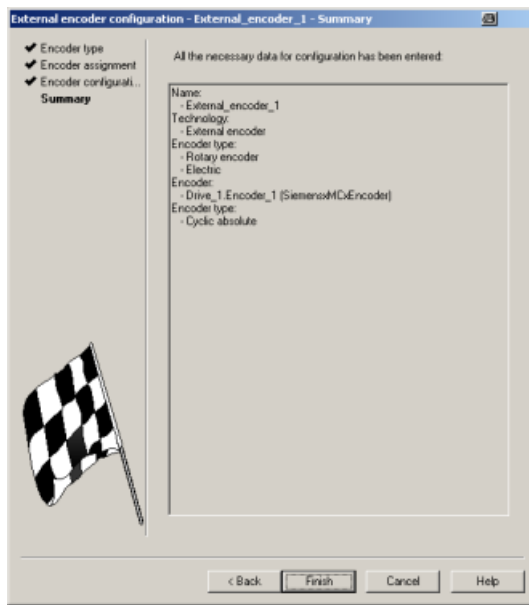 External encoder configuration - External_encoder_1 - Summary
Encoder type
Encoder assignment
Encoder configurati...
Summary
All the necessary data for configuration has been entered:
Name:
- External_encoder_1
Technology:
- External encoder
Encoder type:
- Rotary encoder
- Electric
Encoder:
- Drive_1.Encoder_1 (SiemensxMCxEncoder)
Encoder type:
- Cyclic absolute
< Back
Finish
Cancel
Help